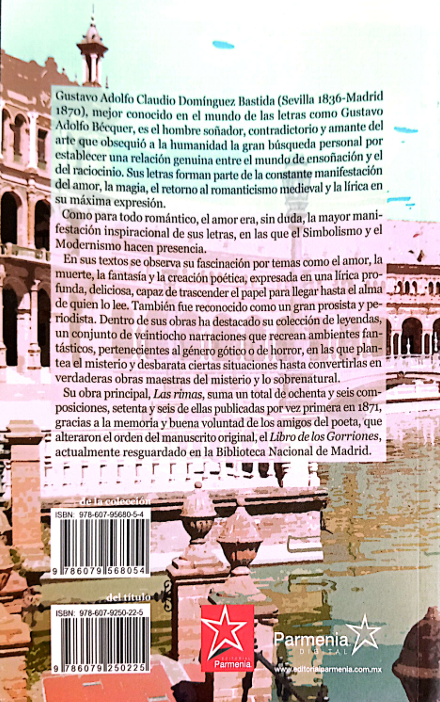 Gustavo Adolfo Claudio Domínguez Bastida (Sevilla 1836-Madrid
1870), mejor conocido en el mundo de las letras como Gustavo
Adolfo Bécquer, es el hombre soñador, contradictorio y amante del
arte que obsequió a la humanidad la gran búsqueda personal por
establecer una relación genuina entre el mundo de ensoñación y el
del raciocinio. Sus letras forman parte de la constante manifestación
del amor, la magia, el retorno al romanticismo medieval y la lírica en
su máxima expresión.
Como para todo romántico, el amor era, sin duda, la mayor mani-
festación inspiracional de sus letras, en las que el Simbolismo y el
Modernismo hacen presencia.
En sus textos se observa su fascinación por temas como el amor, la
muerte, la fantasía y la creación poética, expresada en una lírica pro-
funda, deliciosa, capaz de trascender el papel para llegar hasta el alma
de quien lo lee. También fue reconocido como un gran prosista y pe-
riodista. Dentro de sus obras ha destacado su colección de leyendas,
un conjunto de veintiocho narraciones que recrean ambientes fan-
tásticos, pertenecientes al género gótico o de horror, en las que plan-
tea el misterio y desbarata ciertas situaciones hasta convertirlas en
verdaderas obras maestras del misterio y lo sobrenatural.
Su obra principal, Las rimas, suma un total de ochenta y seis com-
posiciones, setenta y seis de ellas publicadas por vez primera en 1871,
gracias a la memoria y buena voluntad de los amigos del poeta, que
alteraron el orden del manuscrito original, el Libro de los Gorriones,
actualmente resguardado en la Biblioteca Nacional de Madrid.
de la colección
ISBN: 978-607-95680-5-4
9 786079 568054
del título
ISBN: 978-607-9250-22-5
9 786079 250225
EDITORIAL
Parmenia
Parmenia
DIGITAL
www.editorialparmenia.com.mx